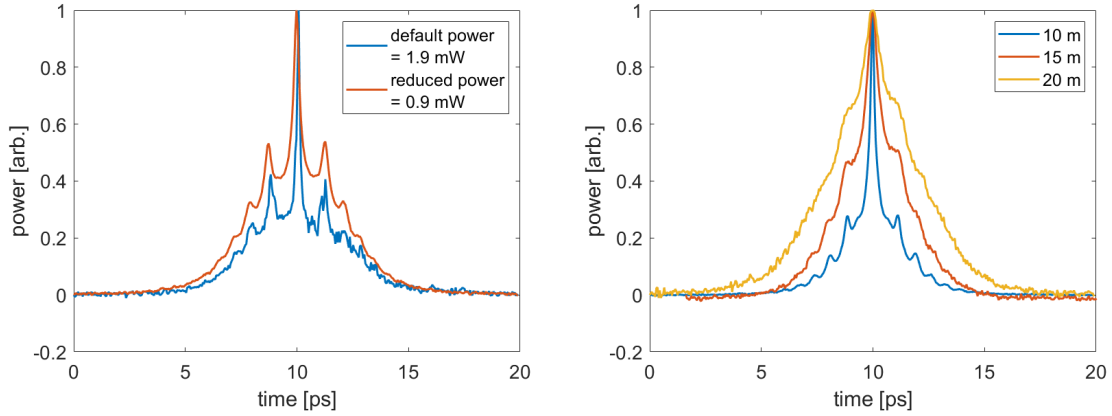 1
0.8
0.6
0.4
0.2
0
-0.2
power [arb.]
0
5
10
15
20
time [ps]
default power
= 1.9 mW
reduced power
= 0.9 mW
1
0.8
0.6
0.4
0.2
0
-0.2
power [arb.]
0
5
10
15
20
time [ps]
10 m
15 m
20 m